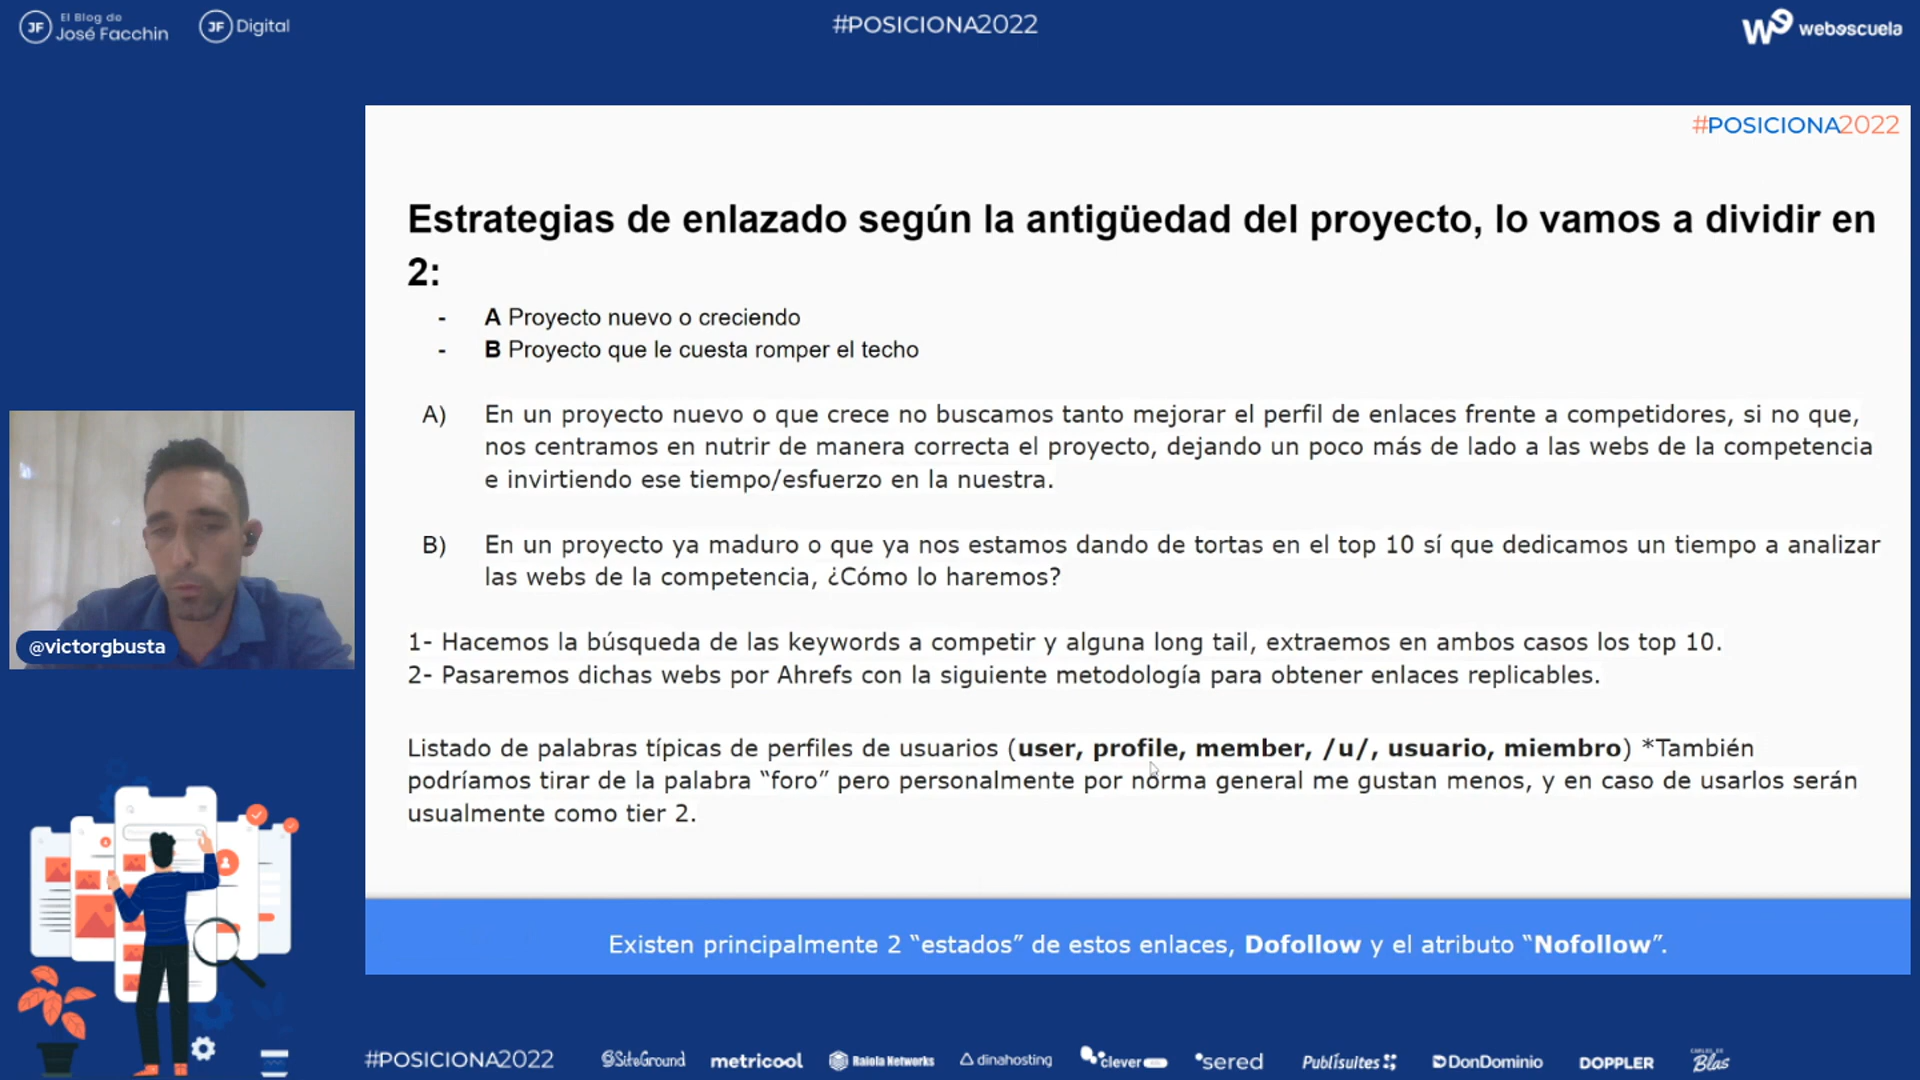 El Blog de
José Facchin
JF
JF Digital
#POSICIONA2022
We webescuela
#POSICIONA2022
Estrategias de enlazado según la antigüedad del proyecto, lo vamos a dividir en
2:
- A Proyecto nuevo o creciendo
- B Proyecto que le cuesta romper el techo
A) En un proyecto nuevo o que crece no buscamos tanto mejorar el perfil de enlaces frente a competidores, si no que,
nos centramos en nutrir de manera correcta el proyecto, dejando un poco más de lado a las webs de la competencia
e invirtiendo ese tiempo/esfuerzo en la nuestra.
B) En un proyecto ya maduro o que ya nos estamos dando de tortas en el top 10 sí que dedicamos un tiempo a analizar
las webs de la competencia, ¿Cómo lo haremos?
1- Hacemos la búsqueda de las keywords a competir y alguna long tail, extraemos en ambos casos los top 10.
2- Pasaremos dichas webs por Ahrefs con la siguiente metodología para obtener enlaces replicables.
@victorgbusta
Listado de palabras típicas de perfiles de usuarios (user, profile, member, /u/, usuario, miembro) *También
podríamos tirar de la palabra “foro” pero personalmente por norma general me gustan menos, y en caso de usarlos serán
usualmente como tier 2.
Existen principalmente 2 “estados” de estos enlaces, Dofollow y el atributo “Nofollow”.
#POSICIONA2022 SiteGround metricool Raiola Networks dinahosting clever sered Publisuites DonDominio DOPPLER Blas